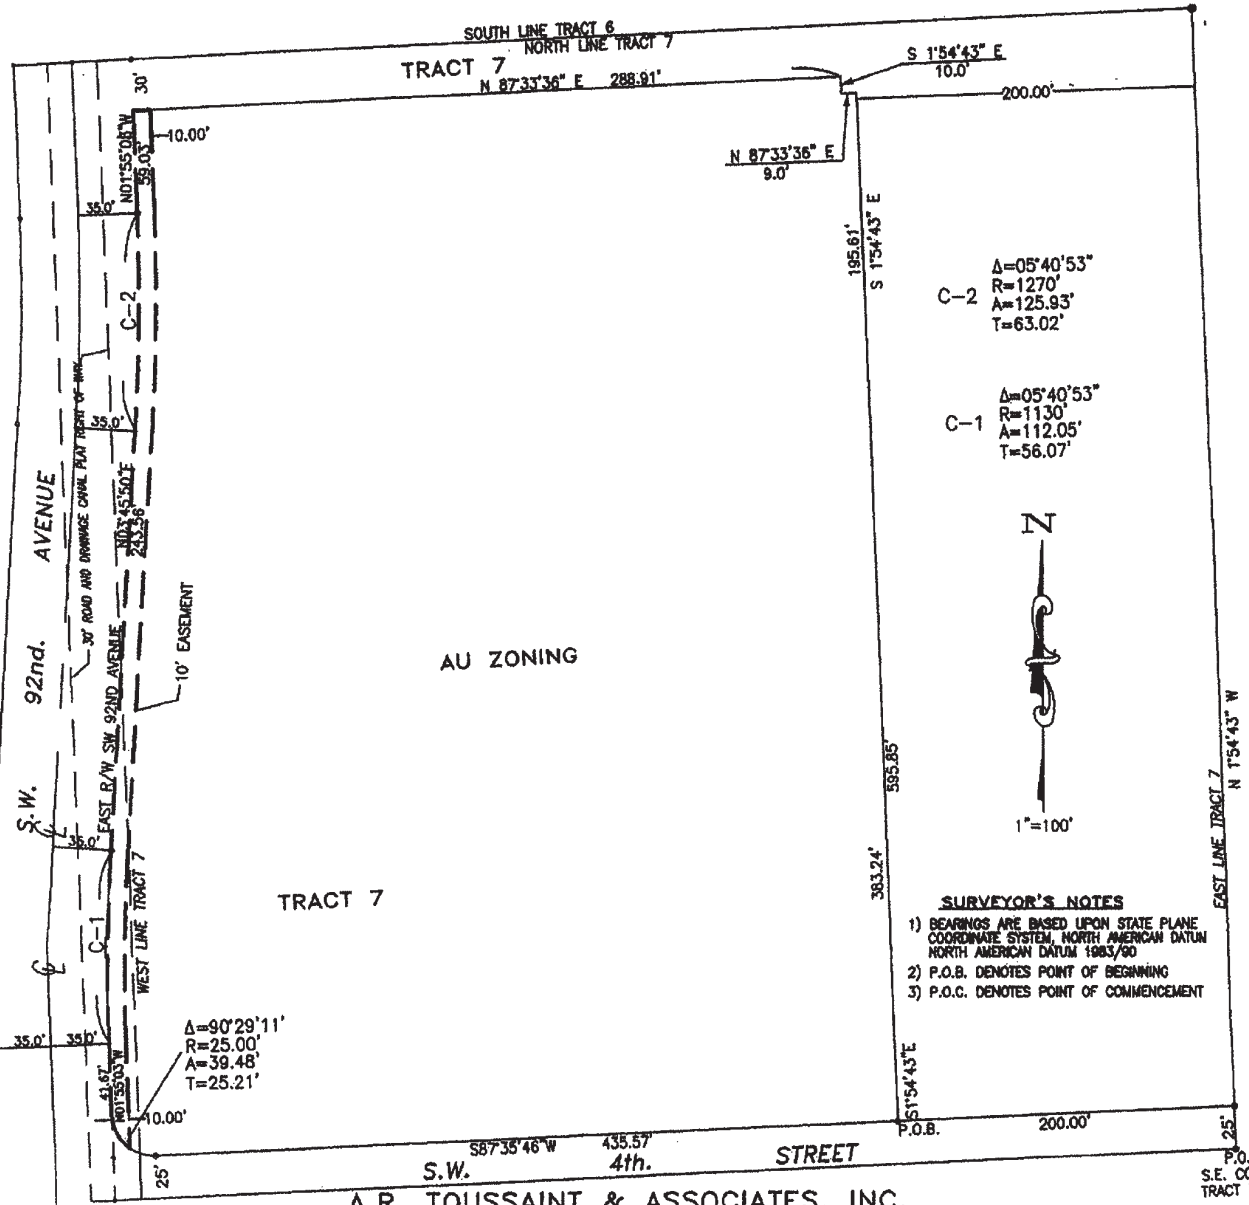 SOUTH LINE TRACT 6
NORTH LINE TRACT 7
TRACT 7
N 87°33'36" E 288.91'
S 1°54'43" E
10.0'
200.00'
30'
10.00'
N01°55'08"W
59.03'
N 87°33'36" E
9.0'
35.0'
195.61'
S 1°54'43" E
C-2
Δ=05°40'53"
R=1270'
A=125.93'
T=63.02'
C-2
35.0'
C-1
Δ=05°40'53"
R=1130'
A=112.05'
T=56.07'
N03°45'50"E
243.56'
30' ROAD AND DRAINAGE CANAL PLAT RIGHT OF WAY
S.W. 92nd. AVENUE
N
10' EASEMENT
EAST R/W SW 92ND AVENUE
AU ZONING
N 1°54'43" W
595.85'
1"=100'
35.0'
EAST LINE TRACT 7
383.24'
WEST LINE TRACT 7
TRACT 7
C-1
SURVEYOR'S NOTES
1) BEARINGS ARE BASED UPON STATE PLANE
COORDINATE SYSTEM, NORTH AMERICAN DATUN
NORTH AMERICAN DATUM 1983/90
2) P.O.B. DENOTES POINT OF BEGINNING
3) P.O.C. DENOTES POINT OF COMMENCEMENT
35.0' 35.0'
Δ=90°29'11"
R=25.00'
A=39.48'
T=25.21'
N01°55'03"W
S1°54'43"E
10.00'
P.O.B.
200.00'
25'
S87°35'46"W 435.57'
S.W. 4th. STREET
25'
P.O.
S.E. CO
TRACT
A.R. TOUSSAINT & ASSOCIATES, INC.